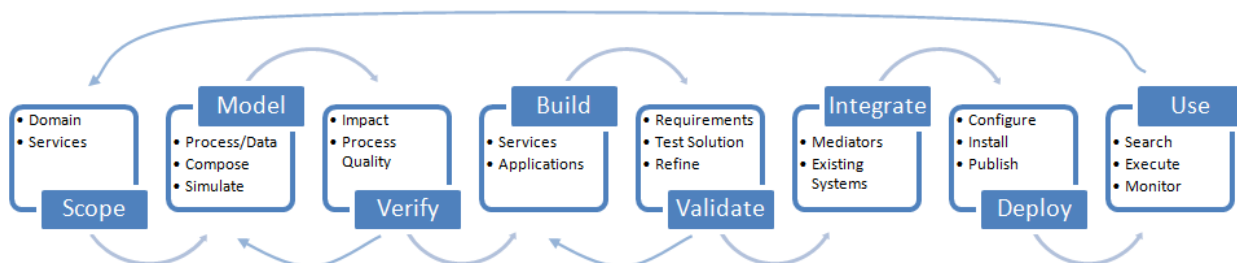 • Domain
• Services
Scope
Model
• Process/Data
• Compose
• Simulate
• Impact
• Process
Quality
Verify
Build
• Services
• Applications
• Requirements
• Test Solution
• Refine
Validate
Integrate
• Mediators
• Existing
Systems
• Configure
• Install
• Publish
Deploy
Use
• Search
• Execute
• Monitor